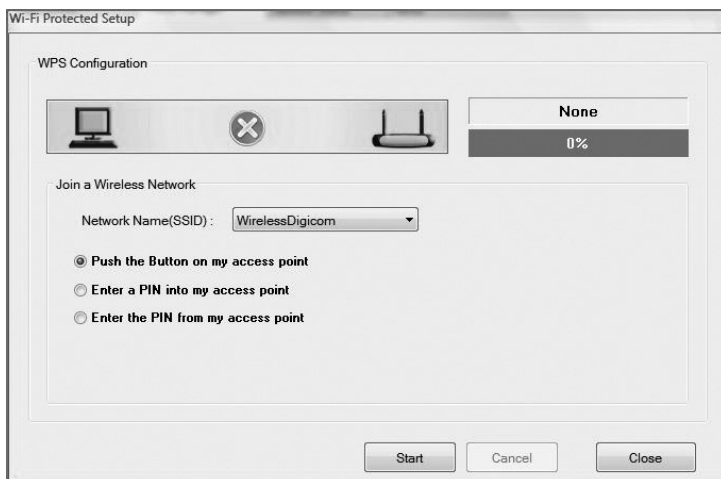 Wi-Fi Protected Setup
WPS Configuration
None
0%
Join a Wireless Network
Network Name(SSID) : WirelessDigicom
Push the Button on my access point
Enter a PIN into my access point
Enter the PIN from my access point
Start Cancel Close